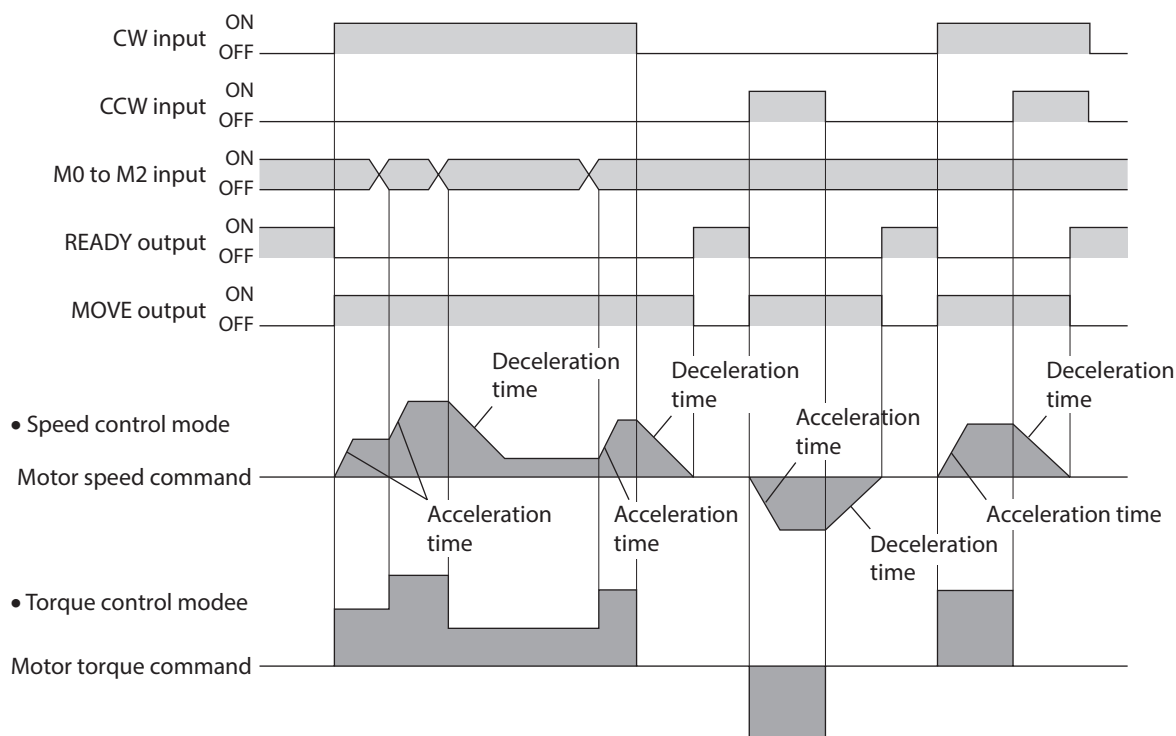 ON
CW input
OFF
ON
CCW input
OFF
ON
M0 to M2 input
OFF
ON
READY output
OFF
ON
MOVE output
OFF
Deceleration
time
Deceleration
time
Deceleration
time
Acceleration
time
• Speed control mode
Motor speed command
Acceleration
time
Acceleration
time
Acceleration time
Deceleration
time
• Torque control modee
Motor torque command